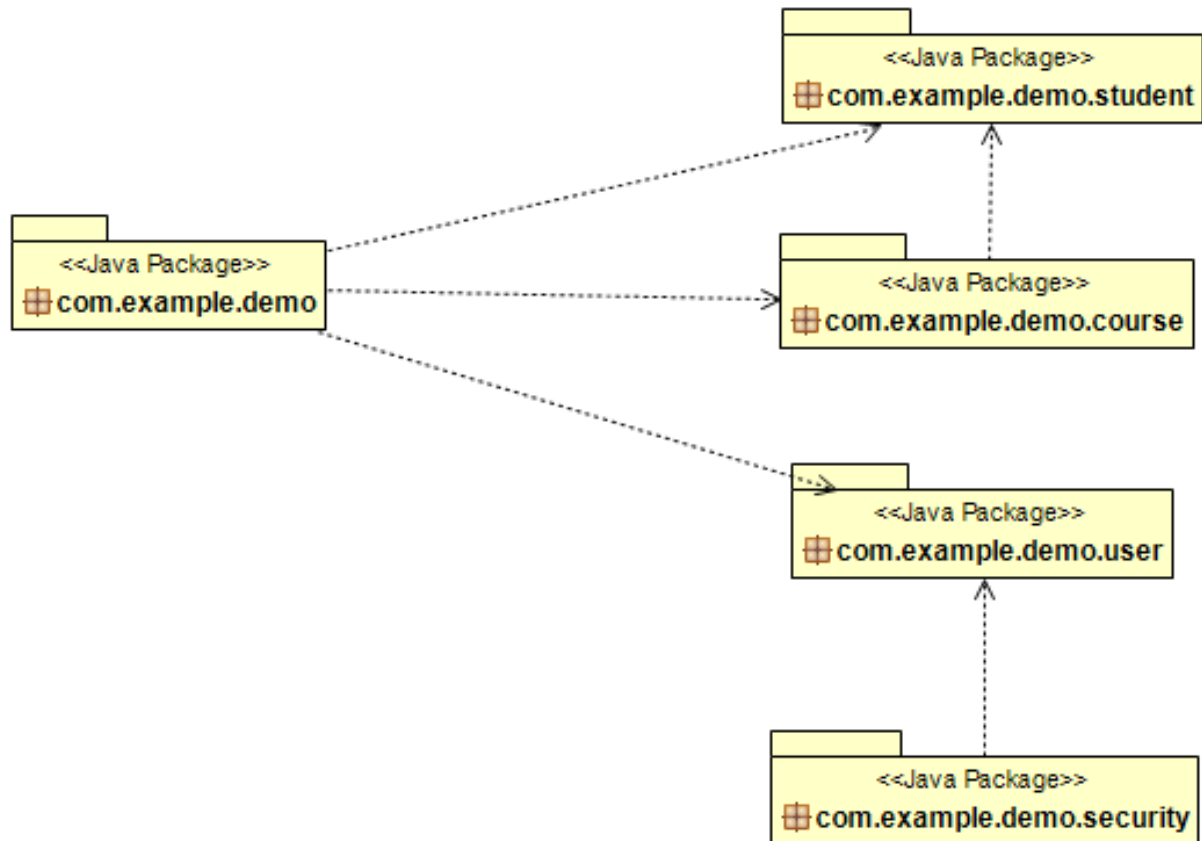 <<Java Package>>
com.example.demo.student
<<Java Package>>
com.example.demo
<<Java Package>>
com.example.demo.course
<<Java Package>>
com.example.demo.user
<<Java Package>>
com.example.demo.security